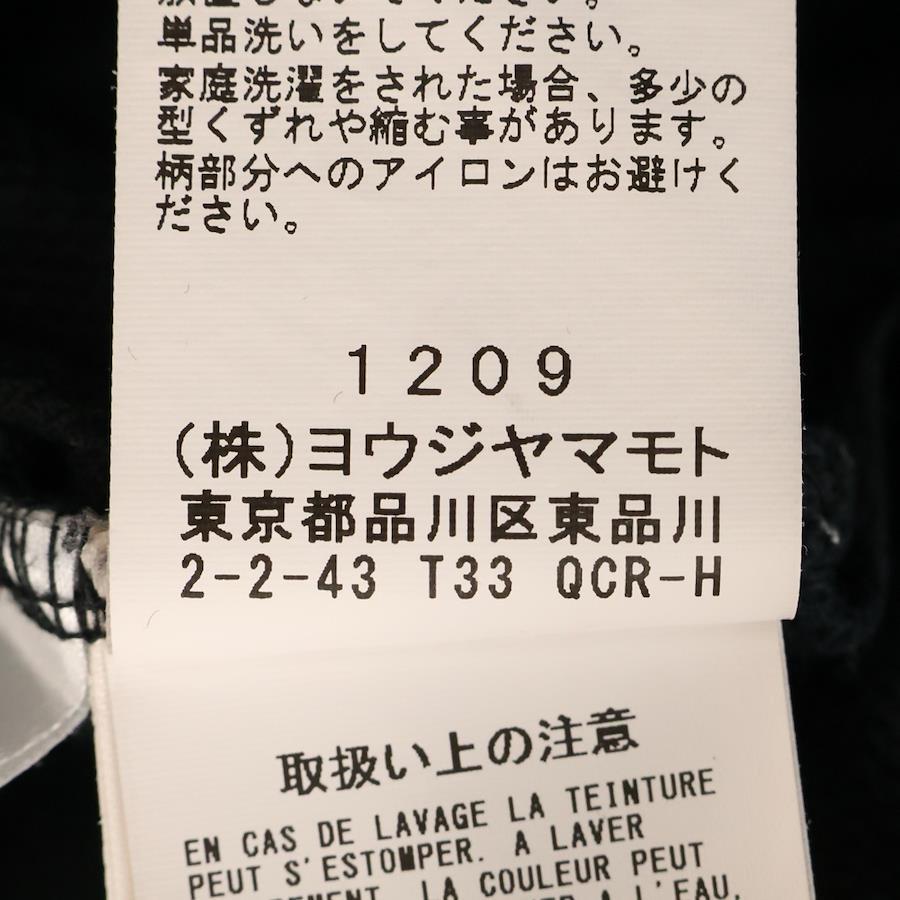 単品洗いをしてください。
家庭洗濯をされた場合、多少の
型くずれや縮む事があります。
柄部分へのアイロンはお避けく
ださい。
1209
(株)ヨウジヤマモト
東京都品川区東品川
2-2-43 T33 QCR-H
取扱い上の注意
EN CAS DE LAVAGE LA TEINTURE
PEUT S'ESTOMPER. A LAVER
LA COULEUR PEUT
A L'EAU,